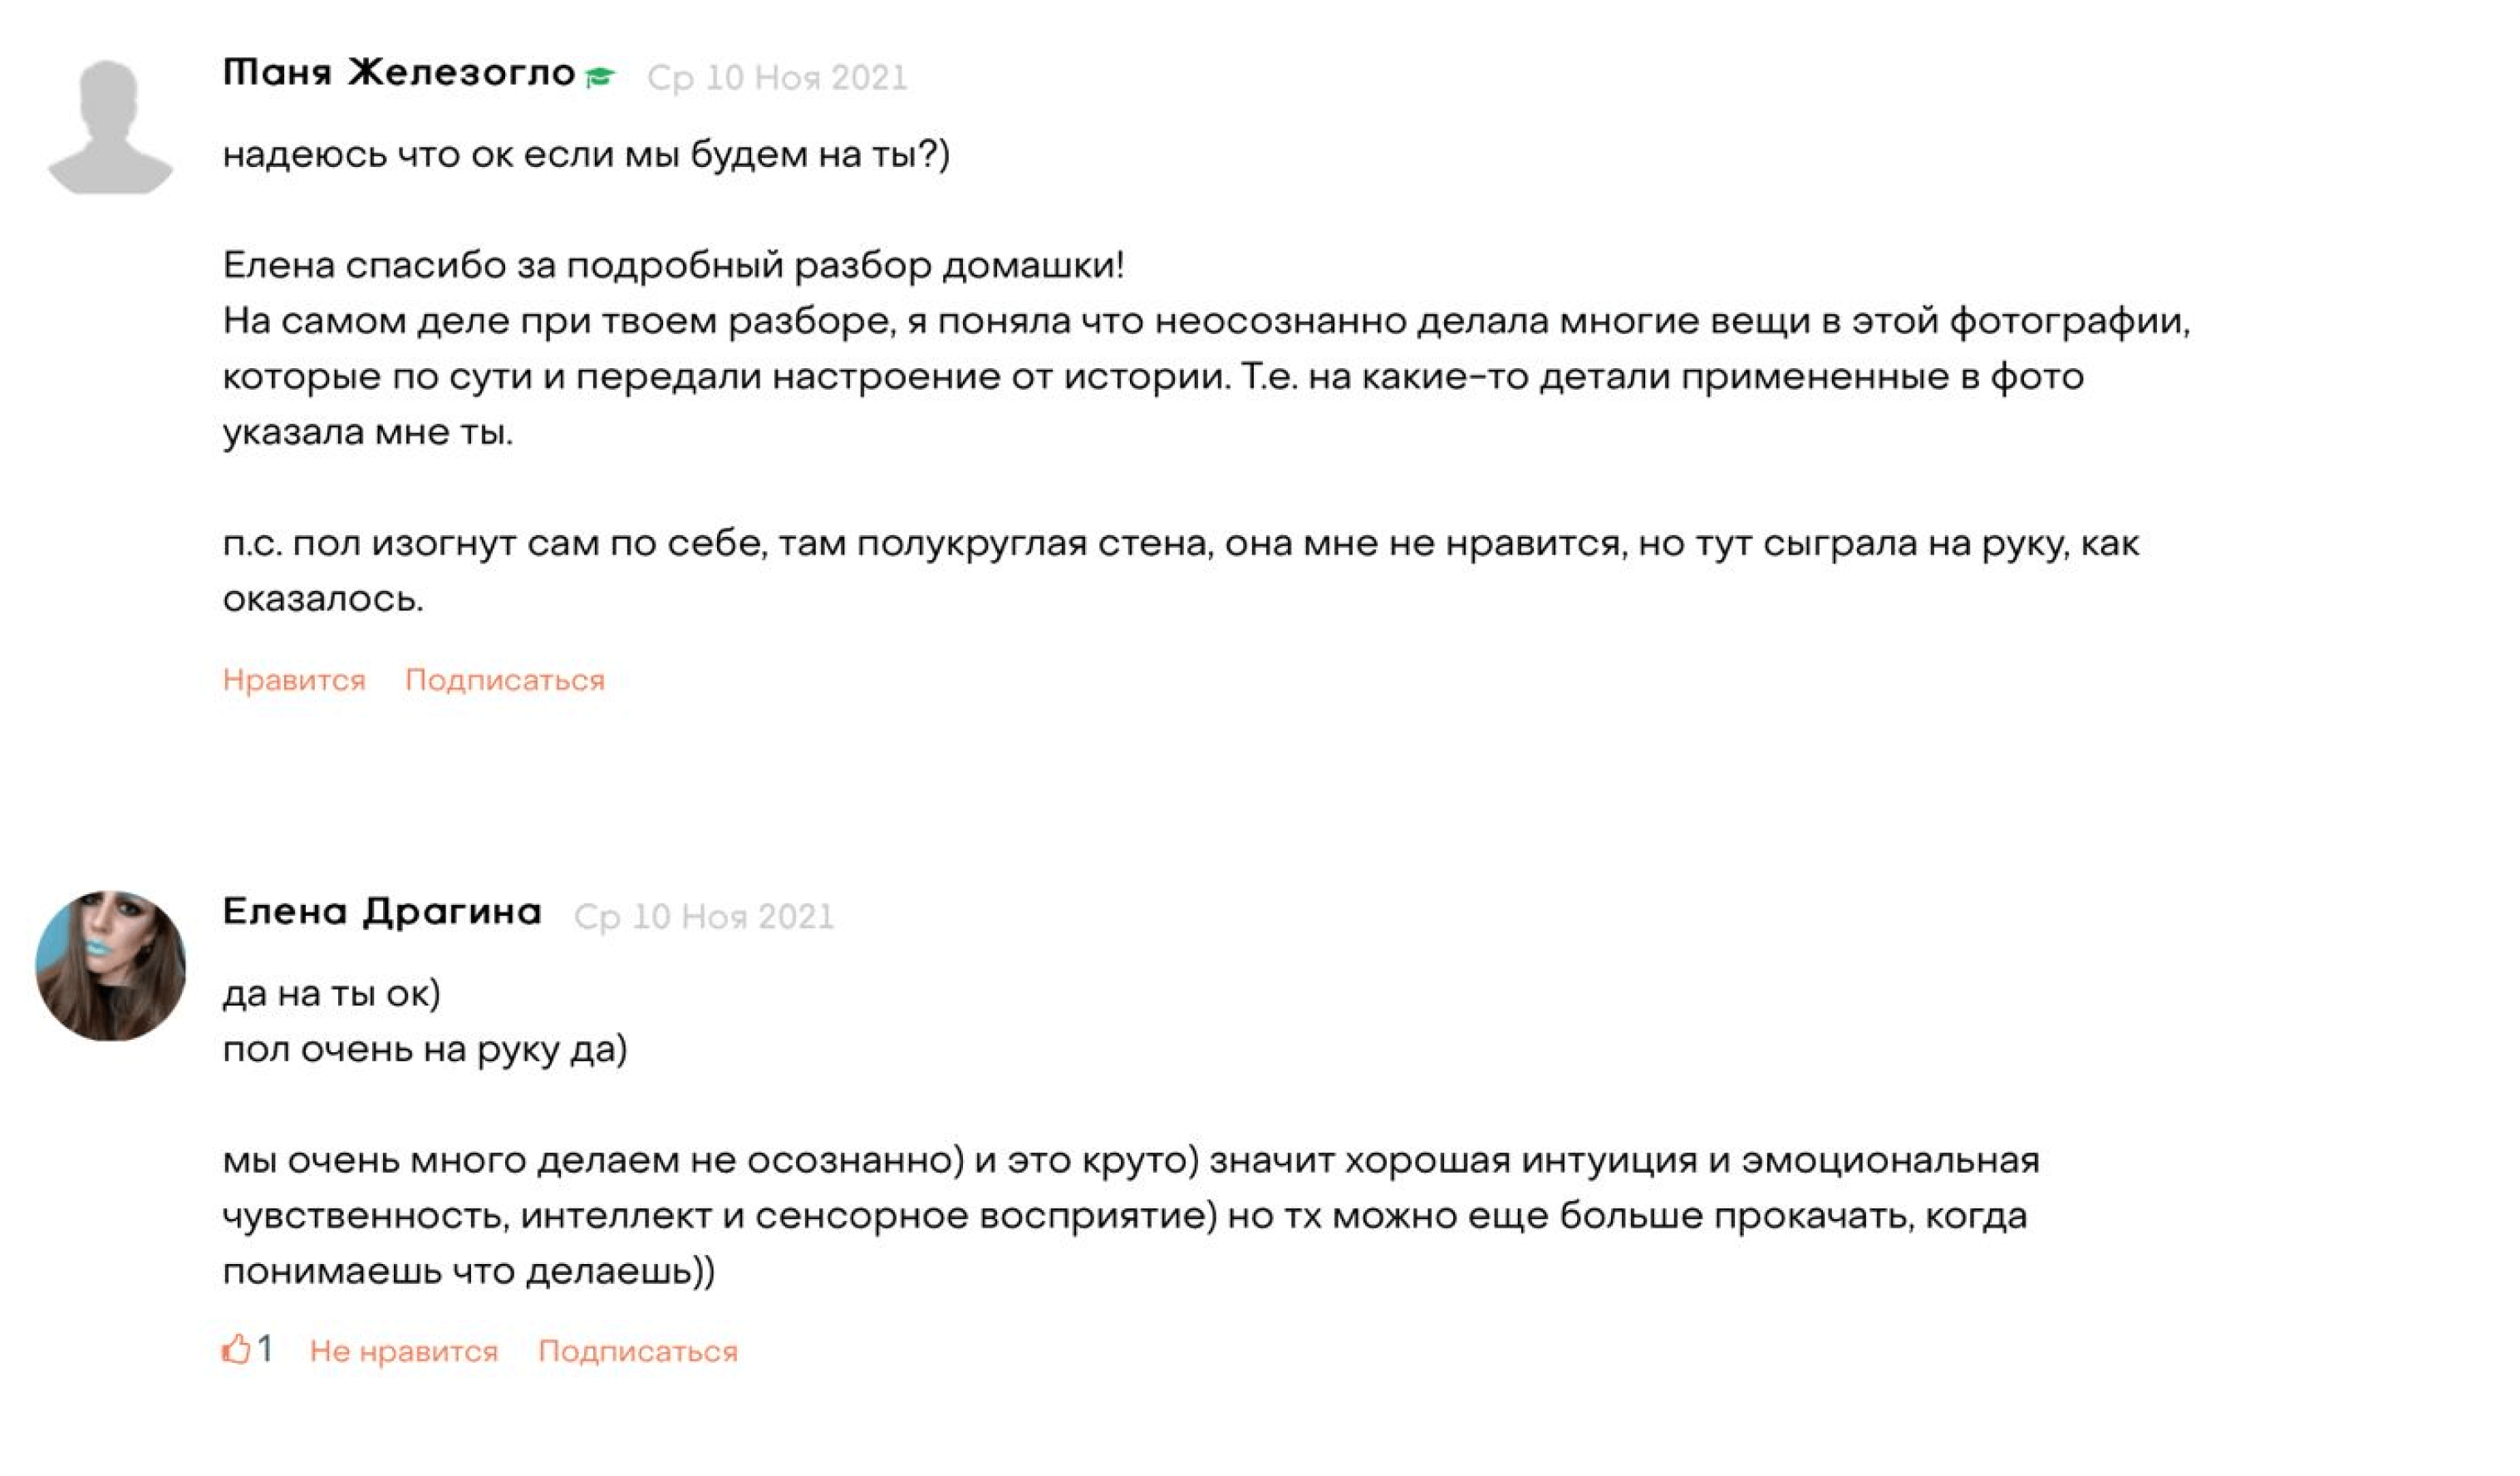 Таня Железогло Ср 10 Ноя 2021
надеюсь что ок если мы будем на ты?)
Елена спасибо за подробный разбор домашки!
На самом деле при твоем разборе, я поняла что неосознанно делала многие вещи в этой фотографии,
которые по сути и передали настроение от истории. Т.е. на какие-то детали примененные в фото
указала мне ты.
п.с. пол изогнут сам по себе, там полукруглая стена, она мне не нравится, но тут сыграла на руку, как
оказалось.
Нравится Подписаться
Елена Драгина Ср 10 Ноя 2021
да на ты ок)
пол очень на руку да)
мы очень много делаем не осознанно) и это круто) значит хорошая интуиция и эмоциональная
чувственность, интеллект и сенсорное восприятие) но тх можно еще больше прокачать, когда
понимаешь что делаешь))
1 Не нравится Подписаться